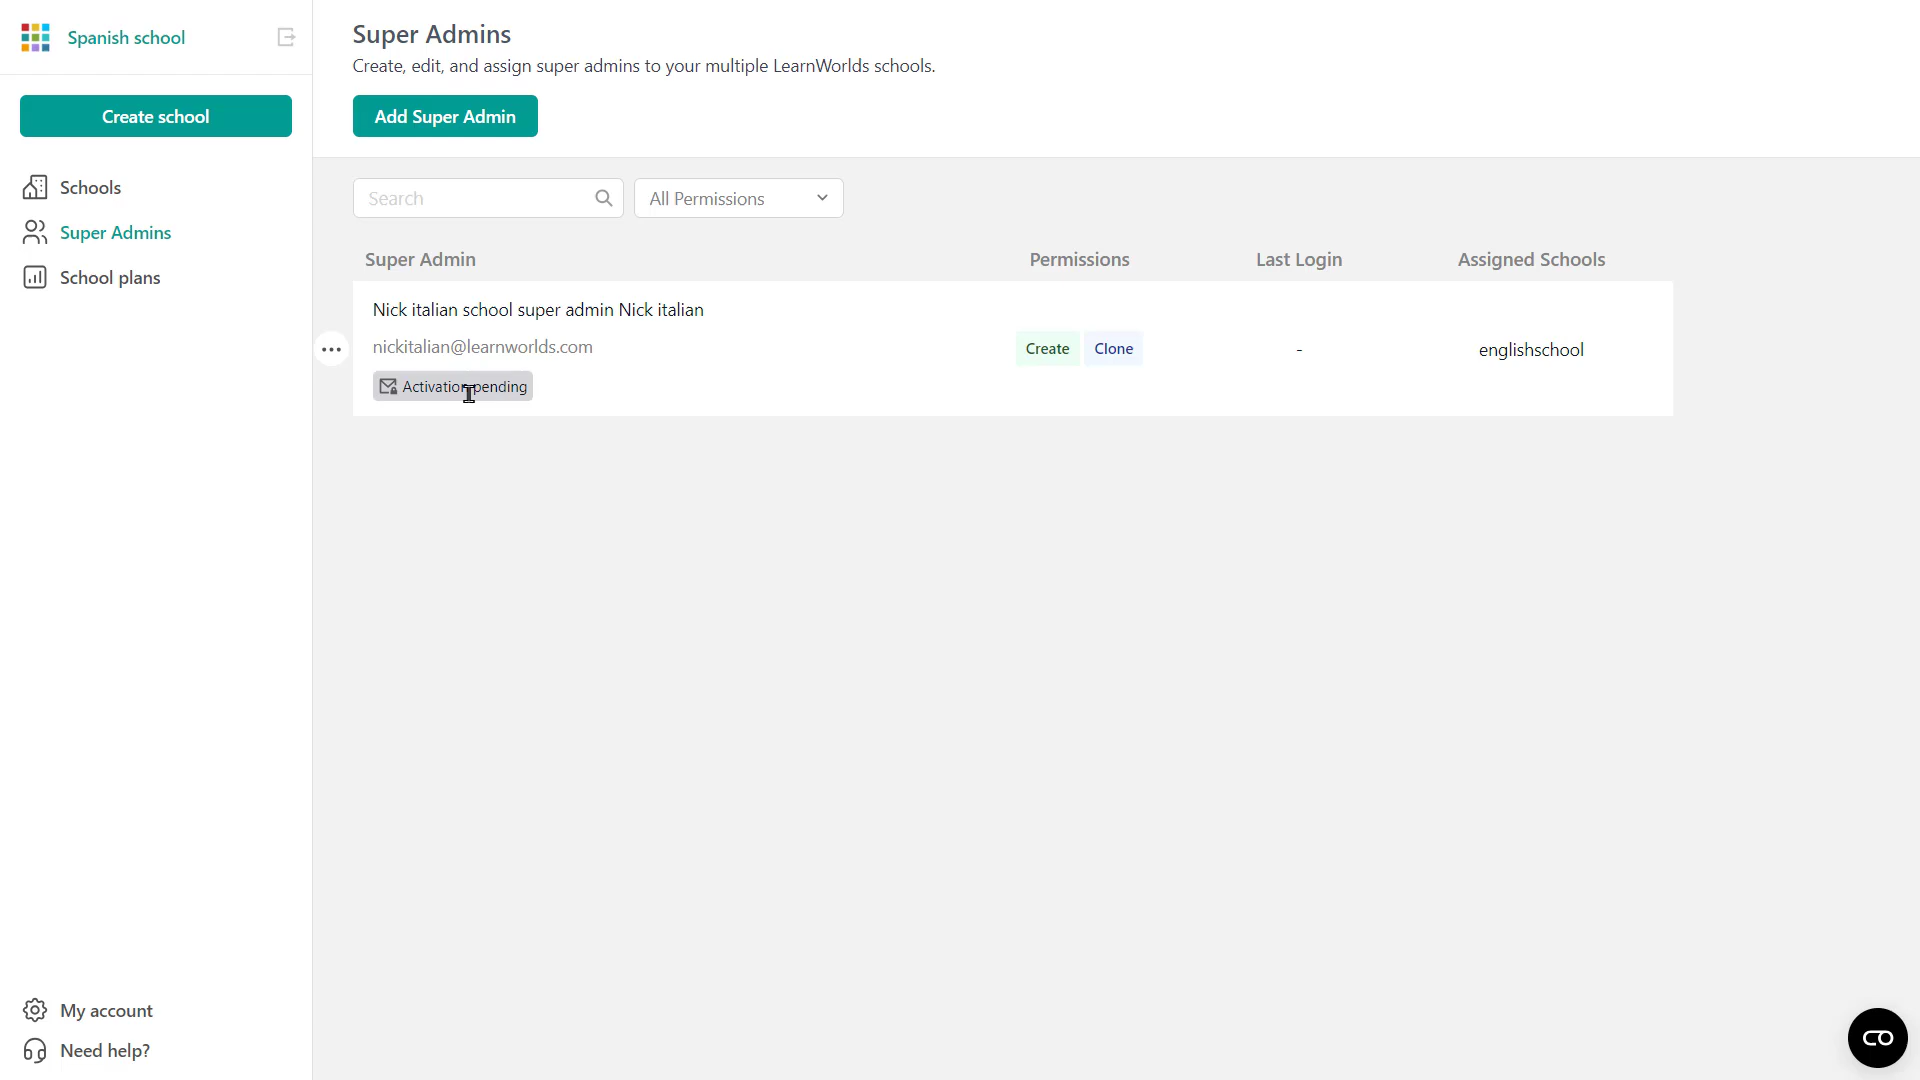 Spanish school
Create school
Schools
Super Admins
School plans
My account
Need help?
Super Admins
Create, edit, and assign super admins to your multiple LearnWorlds schools.
Add Super Admin
Search
All Permissions
Super Admin Permissions Last Login Assigned Schools
Nick italian school super admin Nick italian
nickitalian@learnworlds.com
Activation pending
Create Clone - englishschool